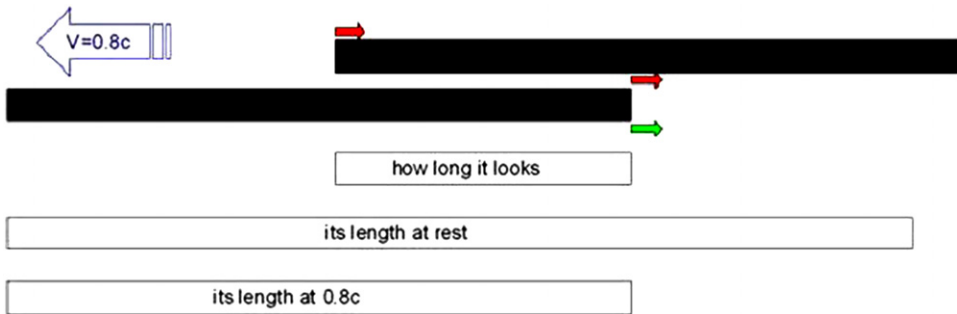 V=0.8c
how long it looks
its length at rest
its length at 0.8c